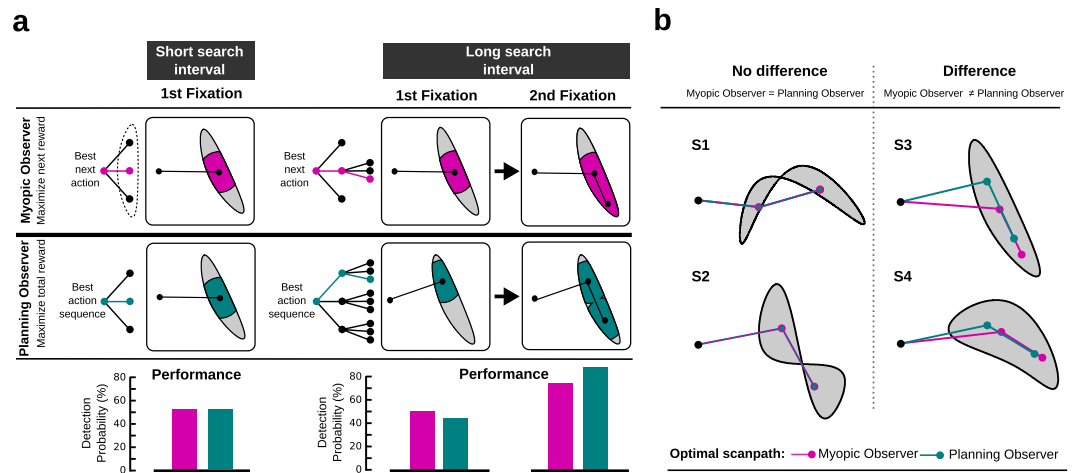 a
Short search
interval
Long search
interval
1st Fixation
1st Fixation
2nd Fixation
Myopic Observer
Maximize next reward
Best
next
action
Best
next
action
Planning Observer
Maximize total reward
Best
action
sequence
Best
action
sequence
Performance
Detection
Probability (%)
80
60
40
20
0
Performance
Detection
Probability (%)
80
60
40
20
0
b
No difference
Myopic Observer = Planning Observer
Difference
Myopic Observer ≠ Planning Observer
S1
S3
S2
S4
Optimal scanpath: Myopic Observer Planning Observer